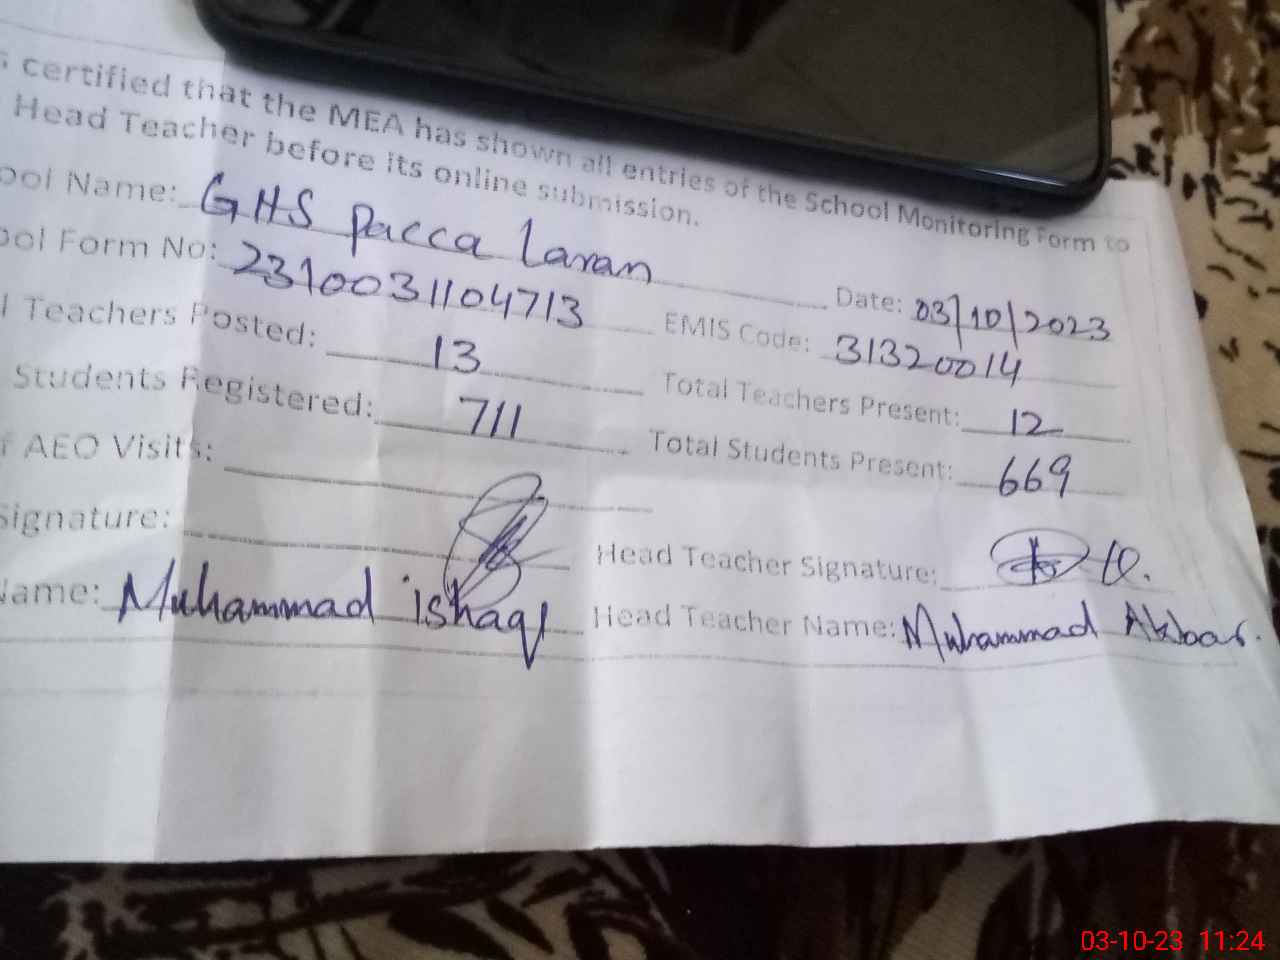 certified that the MEA has shown all entries of the School Monitoring Form to
Head Teacher before its online submission.
ool Name: GHS Pacca Laran
Date: 03/10/2023
ool Form No: 2310031104713
EMIS Code: 31320014
l Teachers Posted: 13
Total Teachers Present: 12
Students Registered: 711
Total Students Present: 669
f AEO Visits:
Signature:
Head Teacher Signature:
Name: Muhammad ishaq
Head Teacher Name: Muhammad Akbar.
03-10-23 11:24